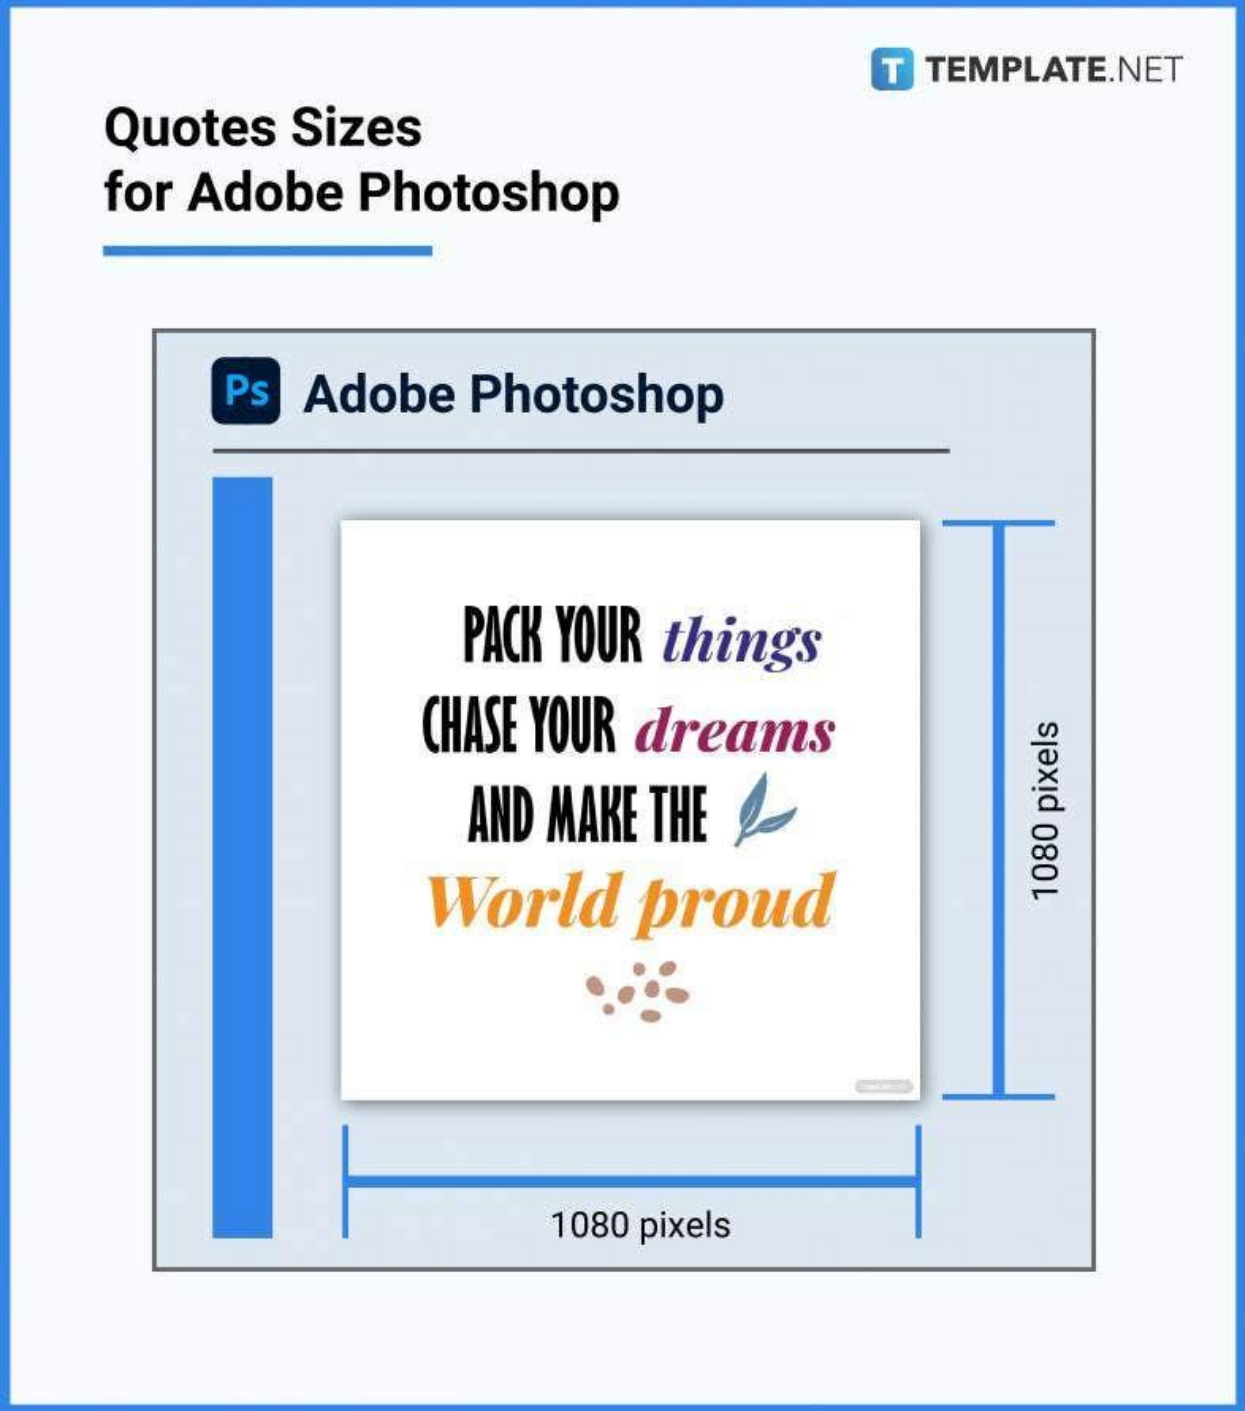 T TEMPLATE.NET
Quotes Sizes
for Adobe Photoshop
Ps Adobe Photoshop
PACK YOUR things
CHASE YOUR dreams
AND MAKE THE
World proud
1080 pixels
1080 pixels